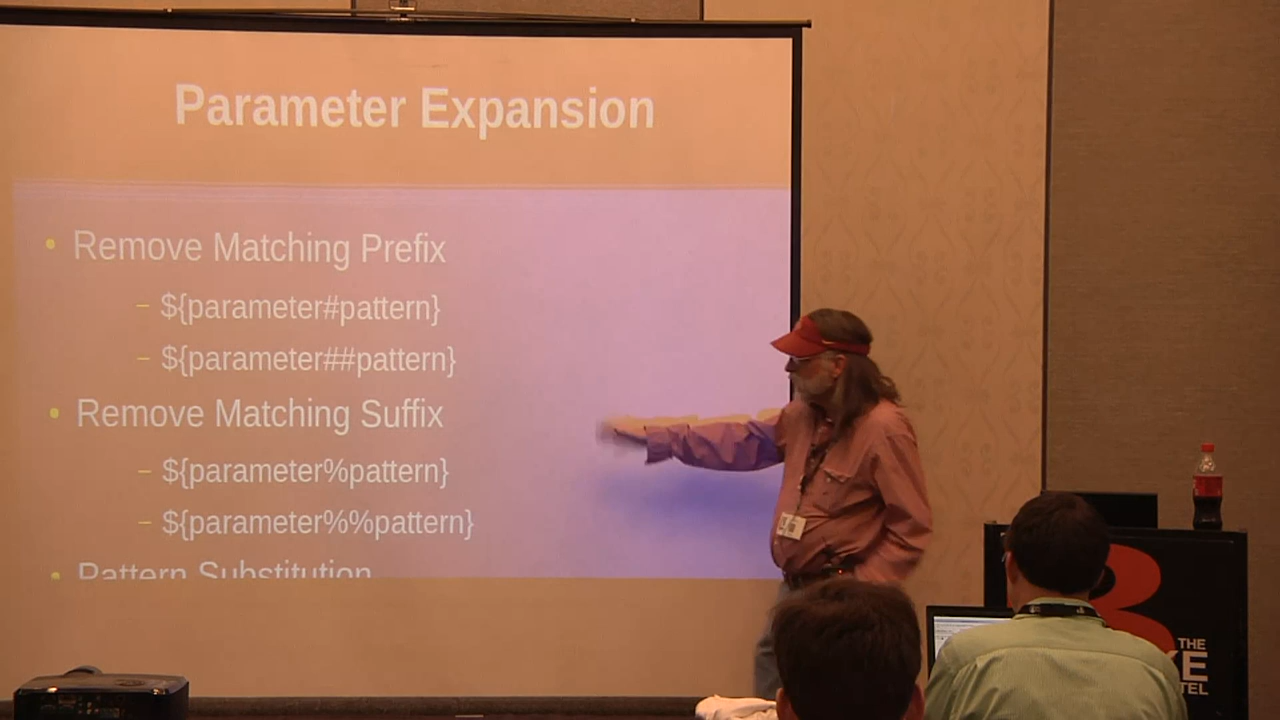 Parameter Expansion
• Remove Matching Prefix
– ${parameter#pattern}
– ${parameter##pattern}
• Remove Matching Suffix
– ${parameter%pattern}
– ${parameter%%pattern}
• Pattern Substitution
THE